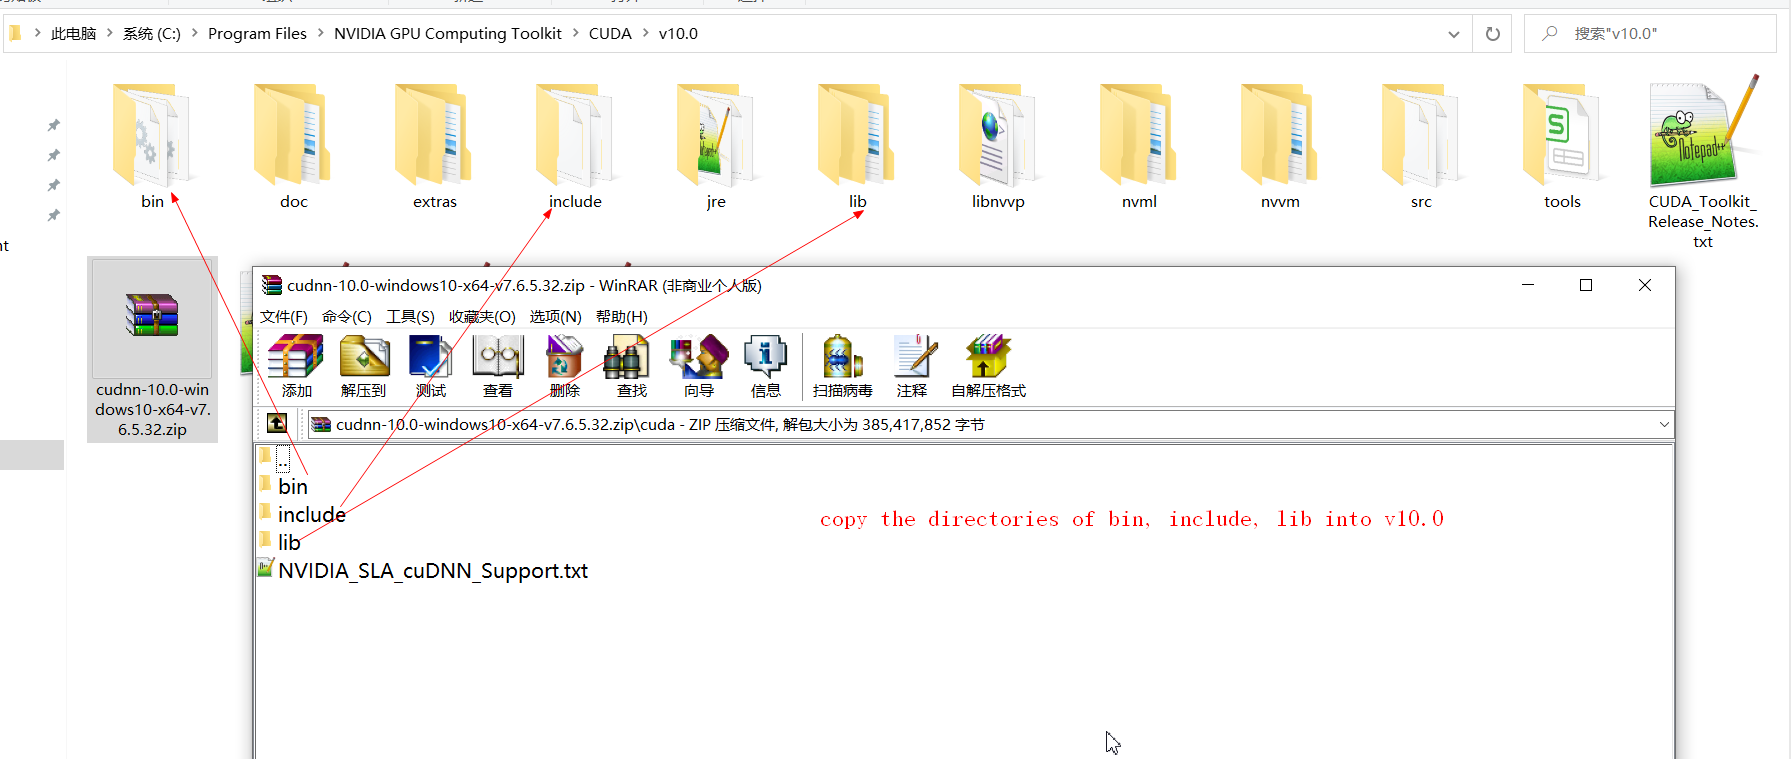 此电脑 > 系统 (C:) > Program Files > NVIDIA GPU Computing Toolkit > CUDA > v10.0
搜索"v10.0"
bin
doc
extras
include
jre
lib
libnvvp
nvml
nvvm
src
tools
CUDA_Toolkit_
Release_Notes.
txt
Notepad++
nt
cudnn-10.0-win
dows10-x64-v7.
6.5.32.zip
cudnn-10.0-windows10-x64-v7.6.5.32.zip - WinRAR (非商业个人版)
文件(F) 命令(C) 工具(S) 收藏夹(O) 选项(N) 帮助(H)
添加 解压到 测试 查看 删除 查找 向导 信息 扫描病毒 注释 自解压格式
cudnn-10.0-windows10-x64-v7.6.5.32.zip\cuda - ZIP 压缩文件, 解包大小为 385,417,852 字节
..
bin
include
lib
NVIDIA_SLA_cuDNN_Support.txt
copy the directories of bin, include, lib into v10.0